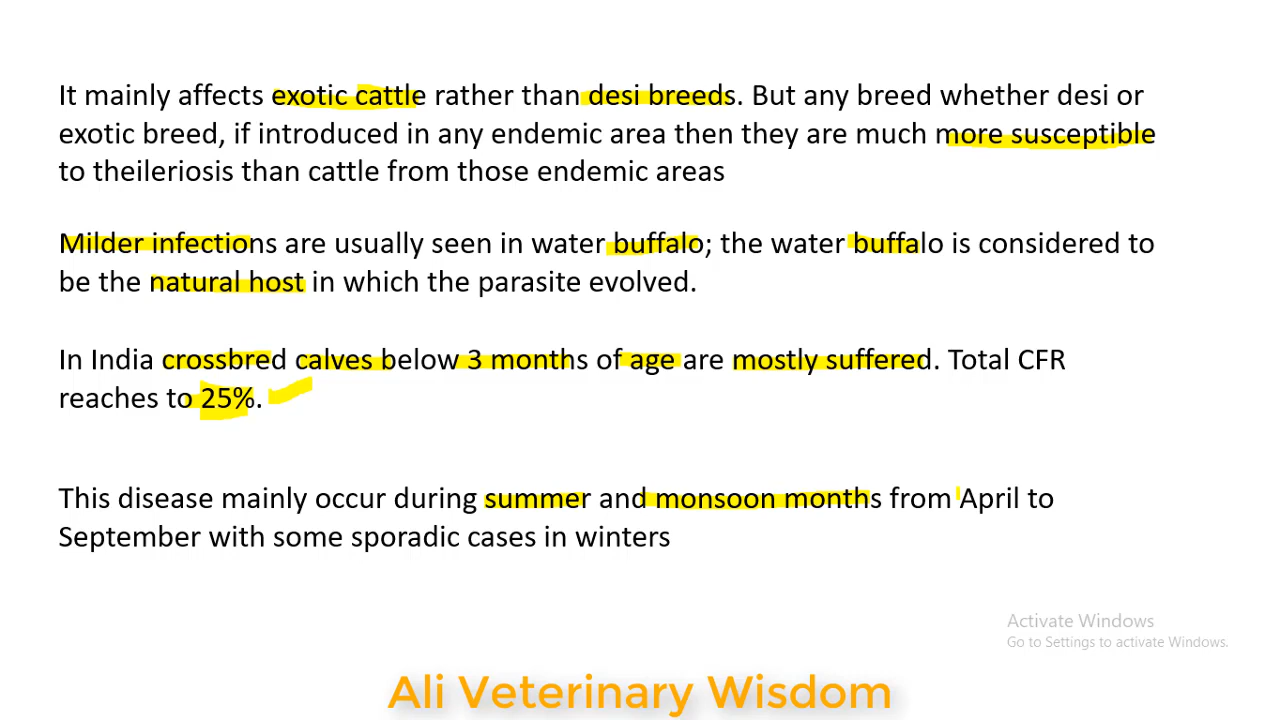 It mainly affects exotic cattle rather than desi breeds. But any breed whether desi or
exotic breed, if introduced in any endemic area then they are much more susceptible
to theileriosis than cattle from those endemic areas
Milder infections are usually seen in water buffalo; the water buffalo is considered to
be the natural host in which the parasite evolved.
In India crossbred calves below 3 months of age are mostly suffered. Total CFR
reaches to 25%.
This disease mainly occur during summer and monsoon months from April to
September with some sporadic cases in winters
Activate Windows
Go to Settings to activate Windows.
Ali Veterinary Wisdom